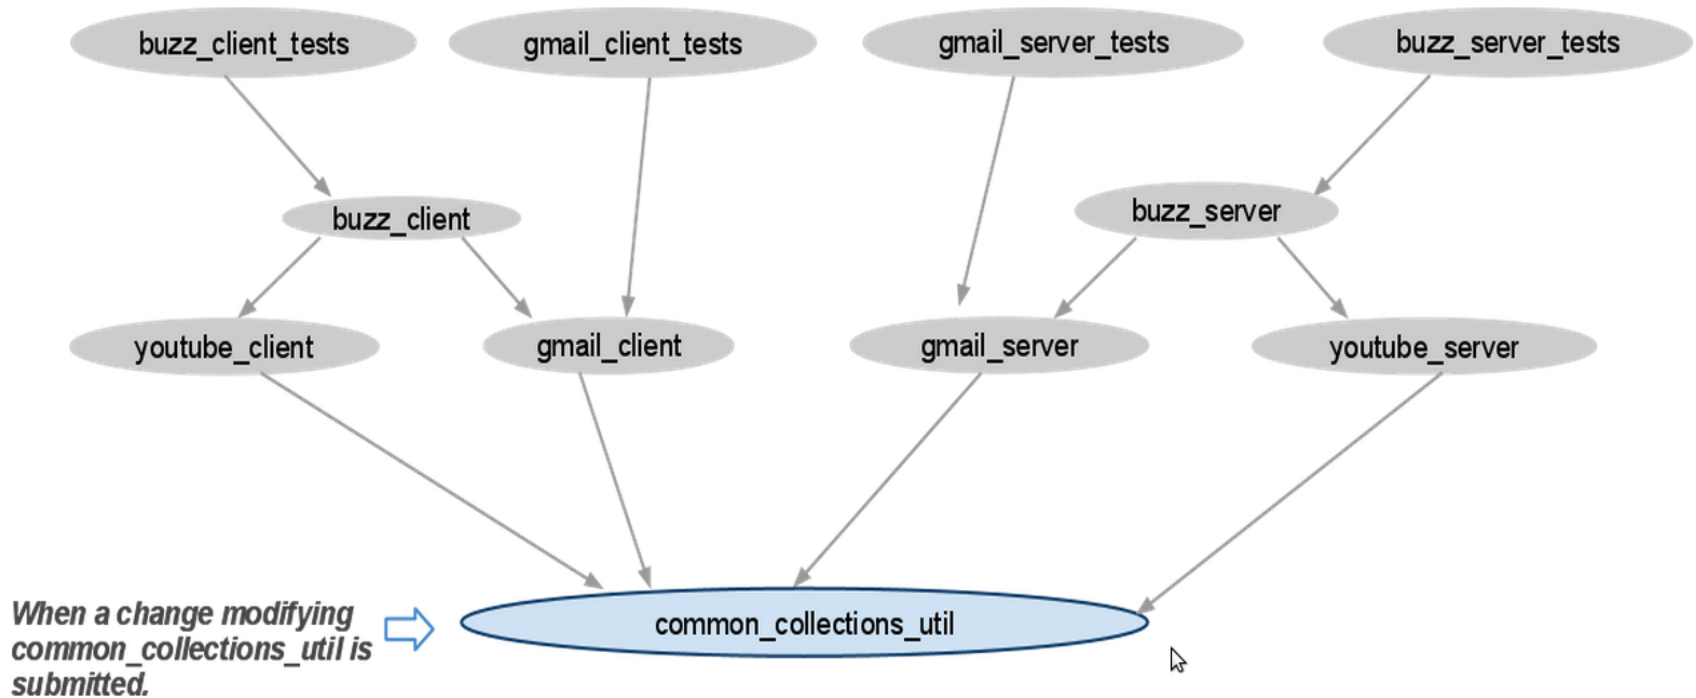 buzz_client_tests
gmail_client_tests
gmail_server_tests
buzz_server_tests
buzz_client
buzz_server
youtube_client
gmail_client
gmail_server
youtube_server
When a change modifying
common_collections_util is
submitted.
common_collections_util